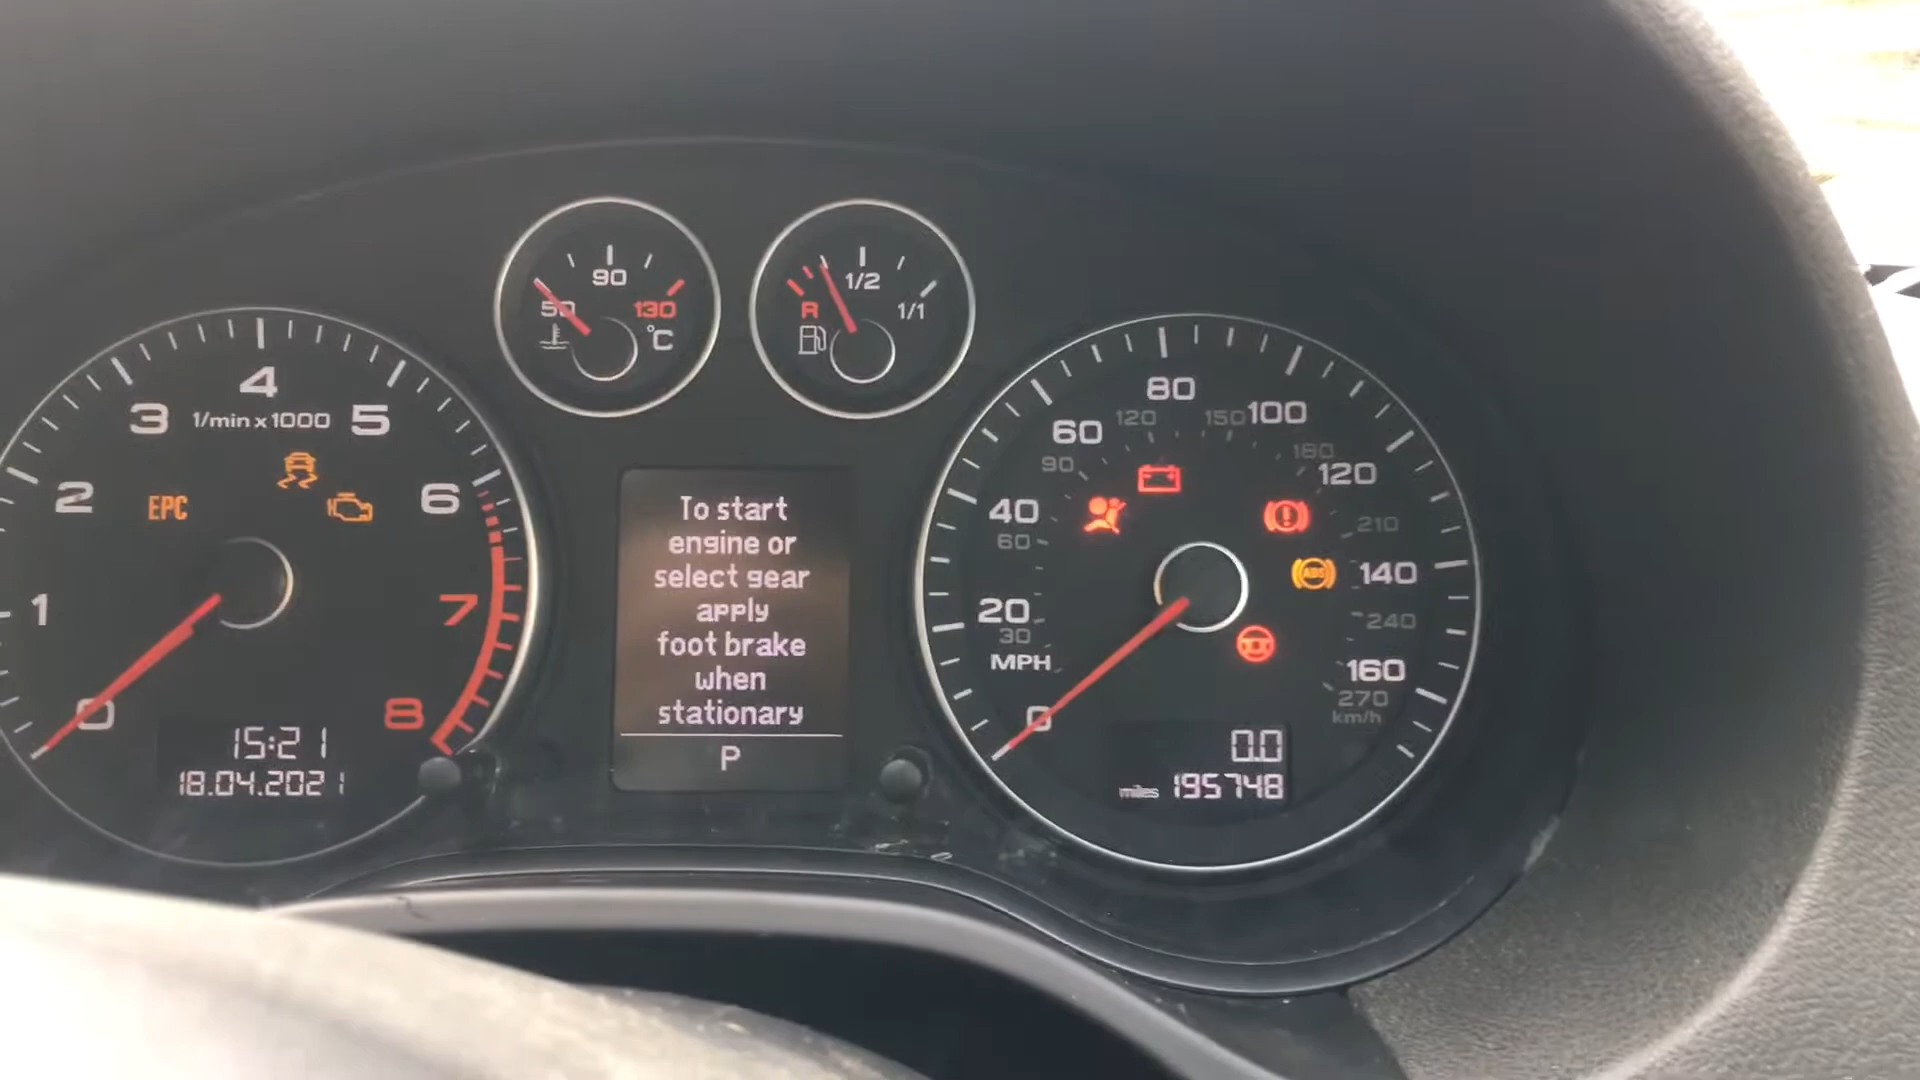 50
90
130
°C
R
1/2
1/1
0
1
2
3
4
5
6
7
8
1/min x 1000
EPC
15:21
18.04.2021
To start
engine or
select gear
apply
foot brake
when
stationary
P
0
20
40
60
80
100
120
140
160
MPH
30
60
90
120
150
180
210
240
270
km/h
ABS
0.0
miles 195748